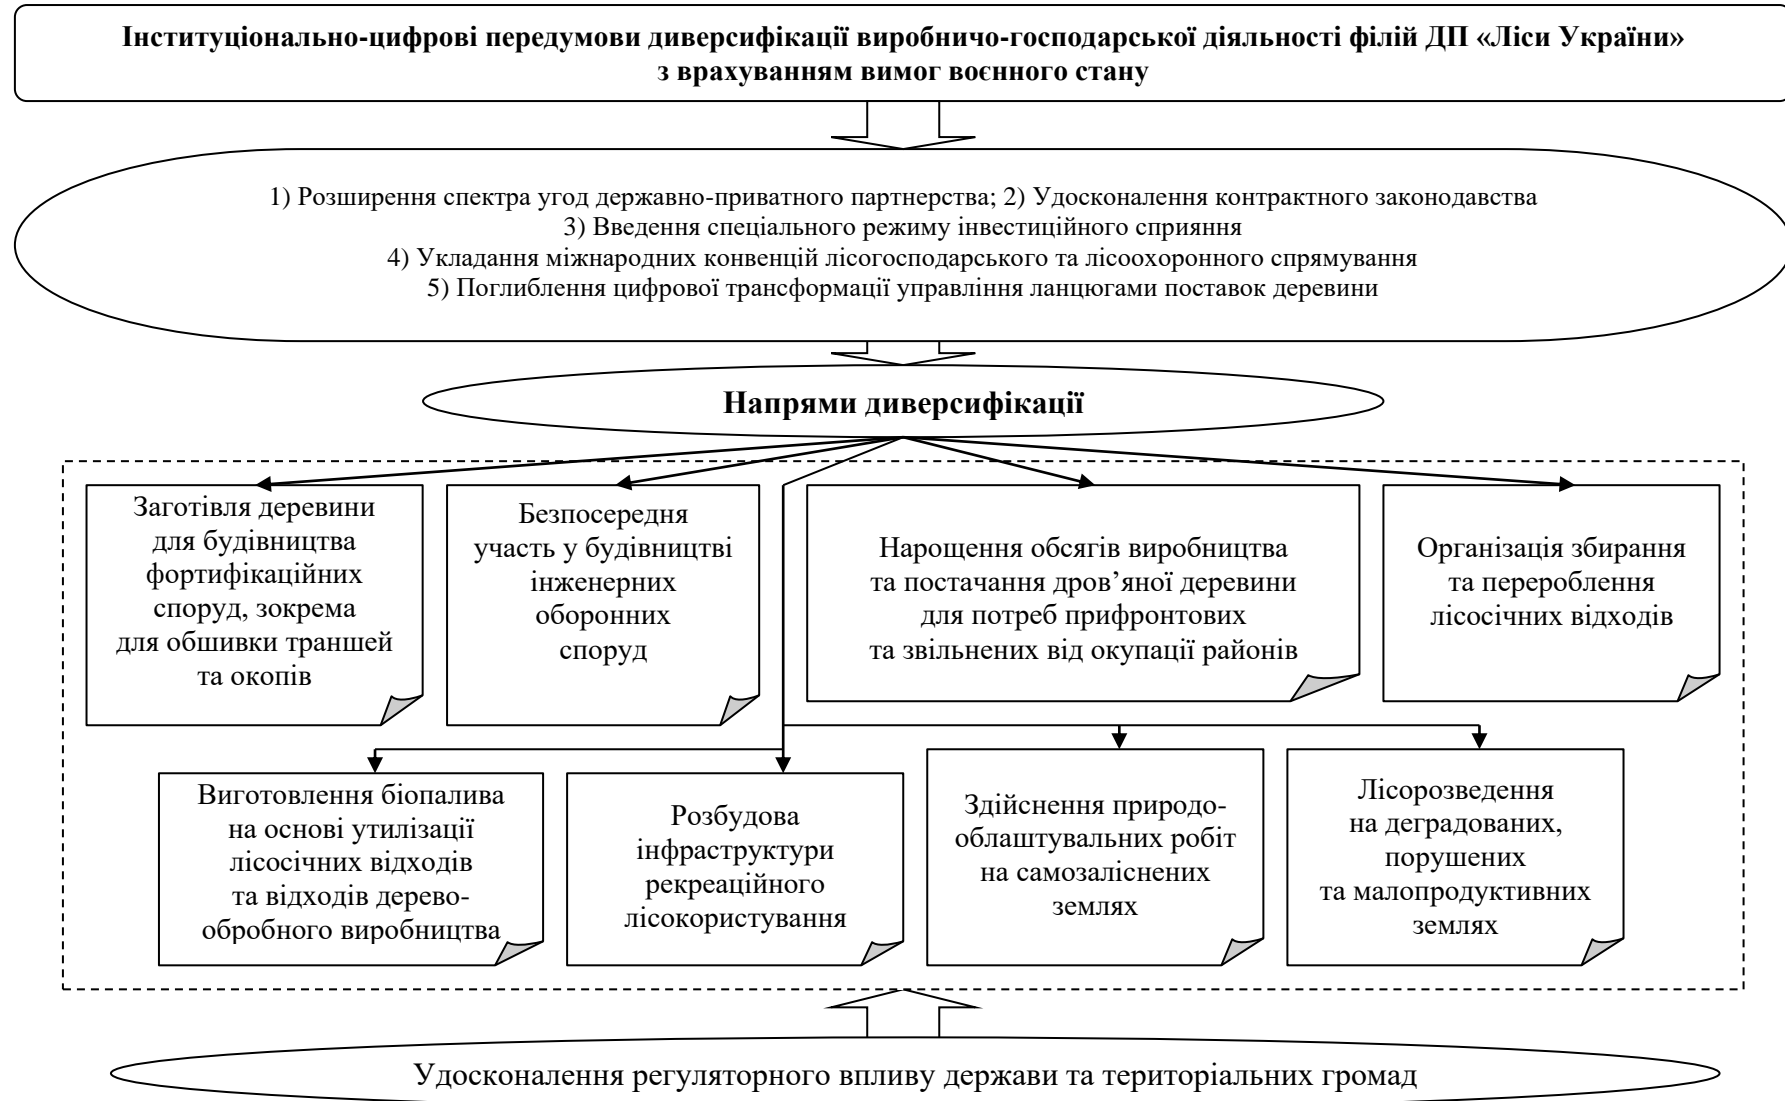 Інституціонально-цифрові передумови диверсифікації виробничо-господарської діяльності філій ДП «Ліси України»
з врахуванням вимог воєнного стану
1) Розширення спектра угод державно-приватного партнерства; 2) Удосконалення контрактного законодавства
3) Введення спеціального режиму інвестиційного сприяння
4) Укладання міжнародних конвенцій лісогосподарського та лісоохоронного спрямування
5) Поглиблення цифрової трансформації управління ланцюгами поставок деревини
Напрями диверсифікації
Заготівля деревини
для будівництва
фортифікаційних
споруд, зокрема
для обшивки траншей
та окопів
Безпосередня
участь у будівництві
інженерних
оборонних
споруд
Нарощення обсягів виробництва
та постачання дров’яної деревини
для потреб прифронтових
та звільнених від окупації районів
Організація збирання
та перероблення
лісосічних відходів
Виготовлення біопалива
на основі утилізації
лісосічних відходів
та відходів дерево-
обробного виробництва
Розбудова
інфраструктури
рекреаційного
лісокористування
Здійснення природо-
облаштувальних робіт
на самозаліснених
землях
Лісорозведення
на деградованих,
порушених
та малопродуктивних
землях
Удосконалення регуляторного впливу держави та територіальних громад